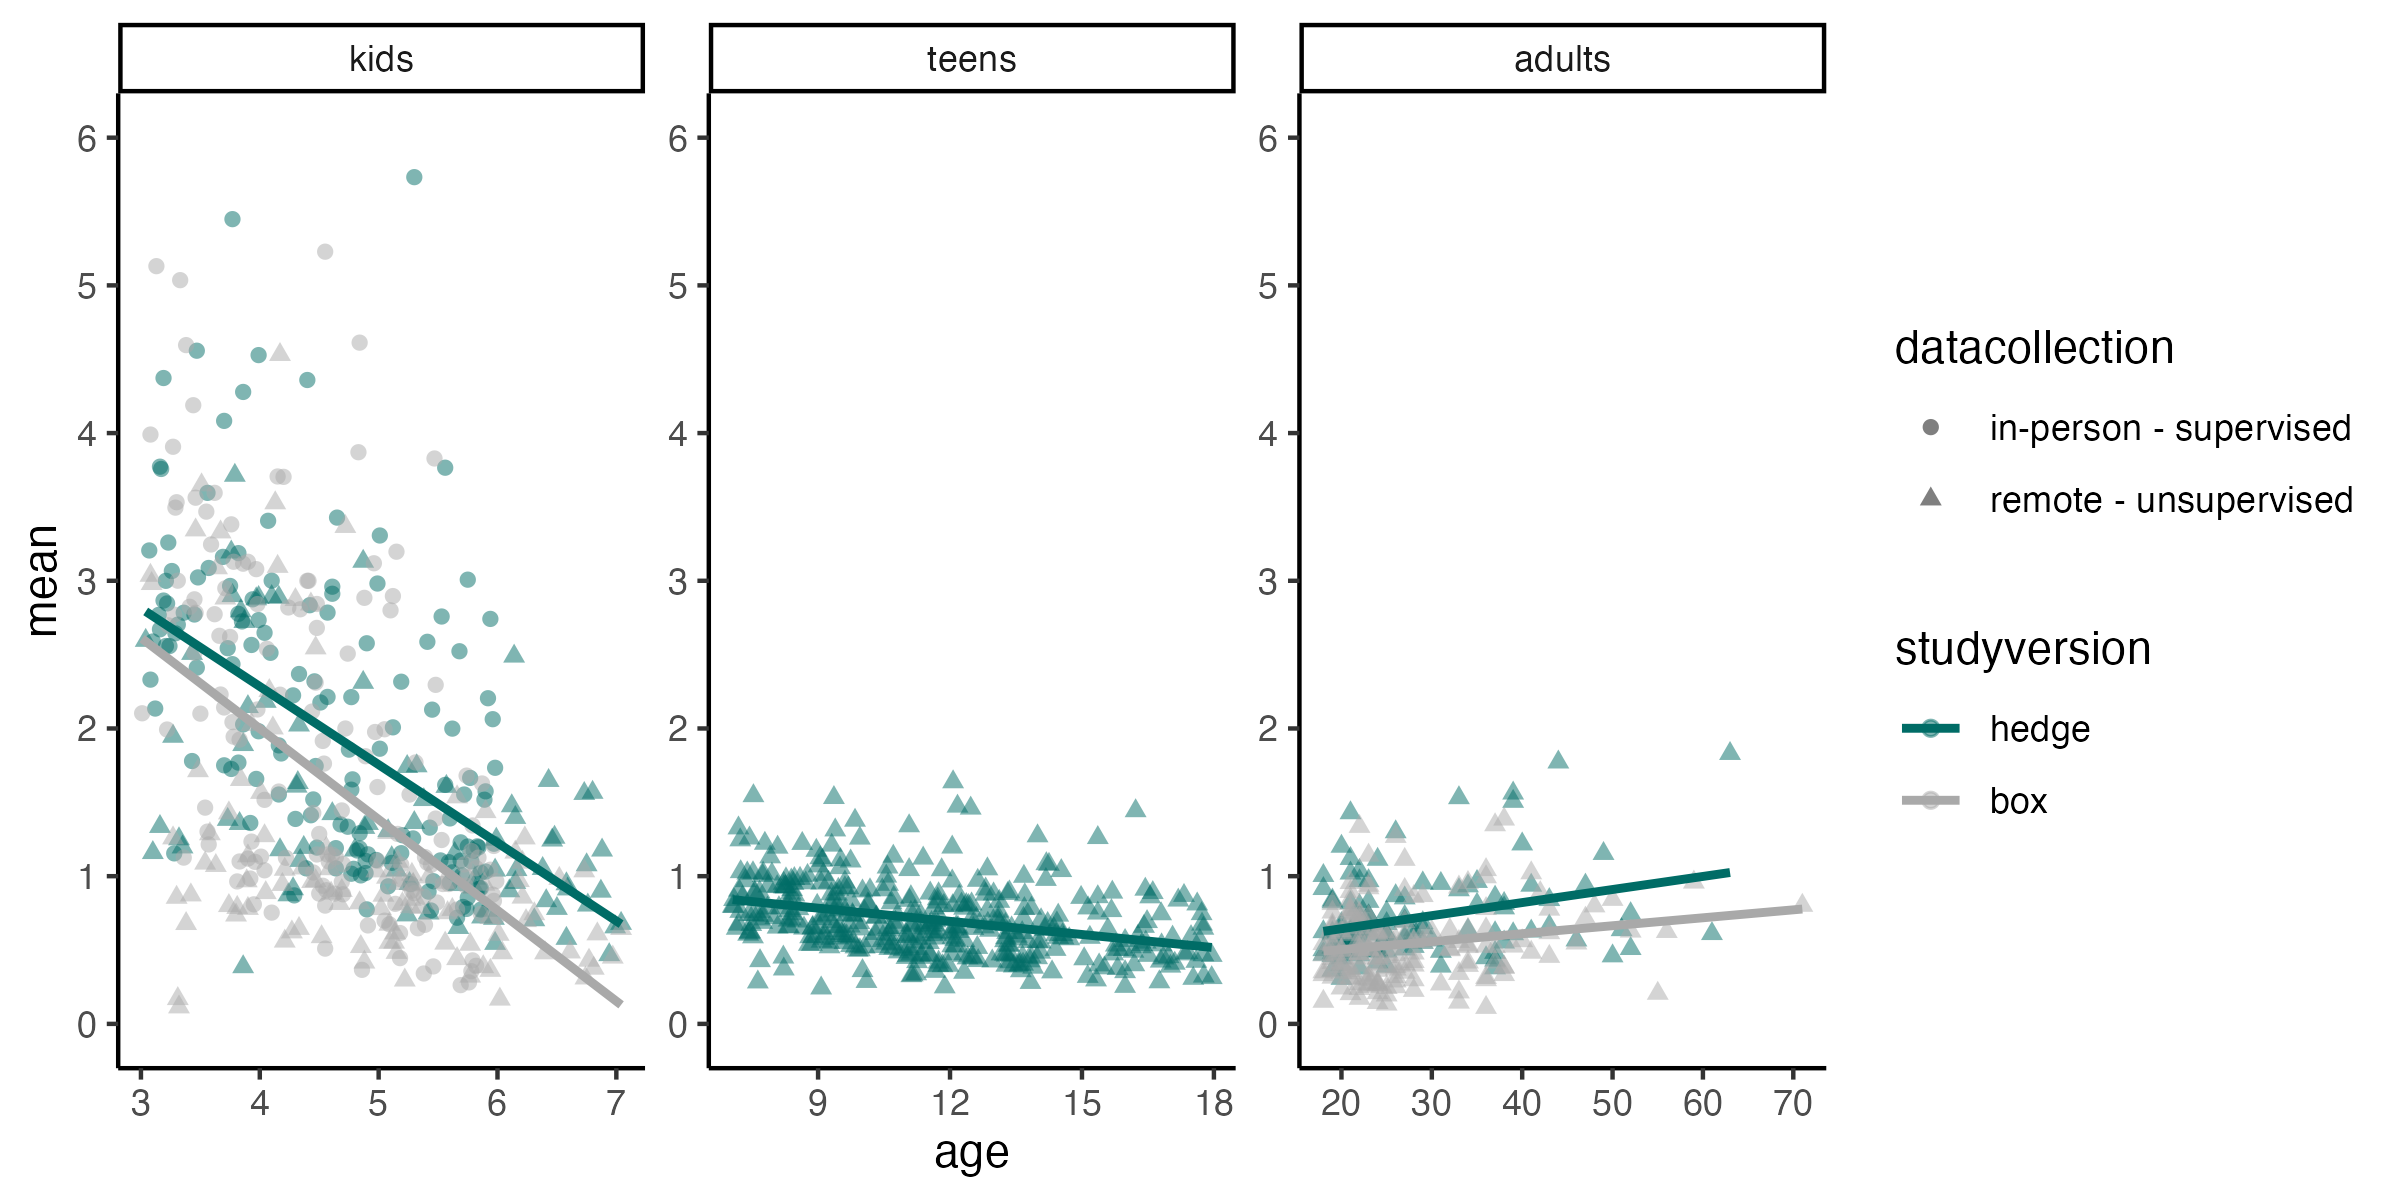 kids
teens
adults
mean
6
5
4
3
2
1
0
6
5
4
3
2
1
0
6
5
4
3
2
1
0
3 4 5 6 7
9 12 15 18
20 30 40 50 60 70
age
datacollection
in-person - supervised
remote - unsupervised
studyversion
hedge
box